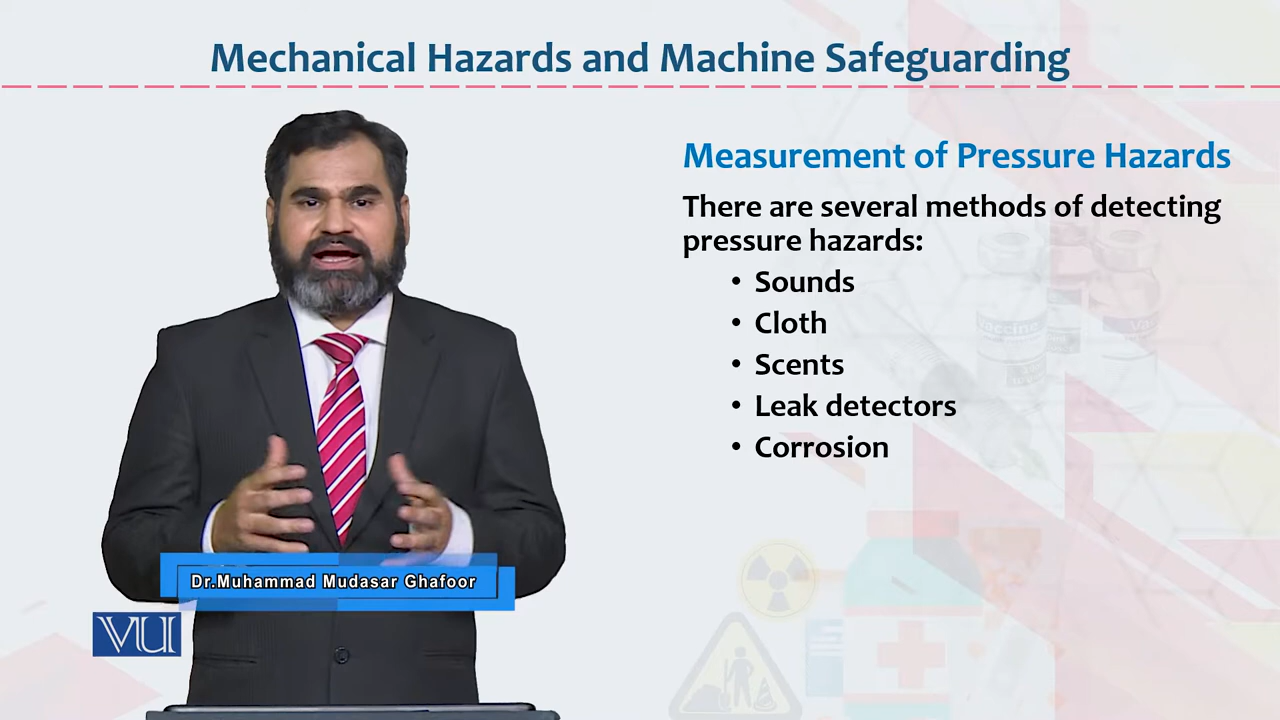 Mechanical Hazards and Machine Safeguarding
Measurement of Pressure Hazards
There are several methods of detecting
pressure hazards:
• Sounds
• Cloth
• Scents
• Leak detectors
• Corrosion
vaccine
Dr.Muhammad Mudasar Ghafoor
VU